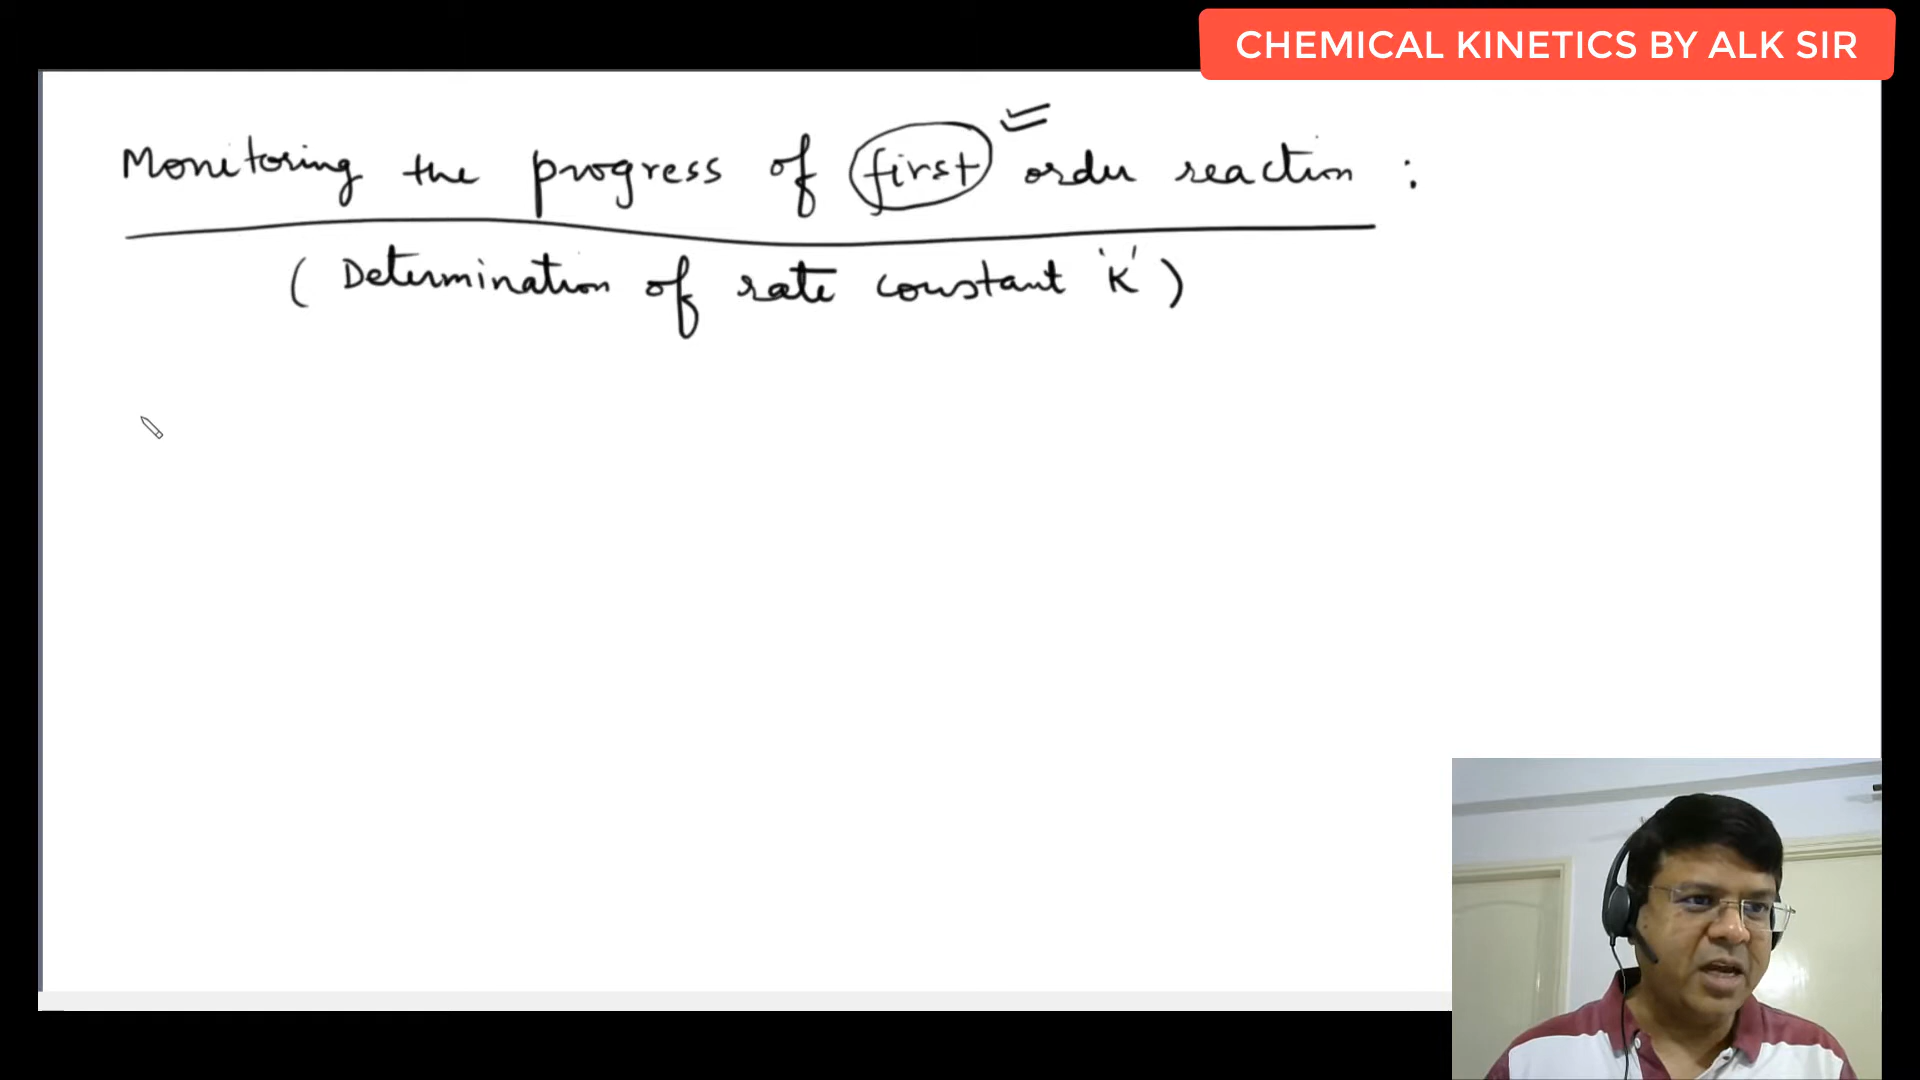 CHEMICAL KINETICS BY ALK SIR
Monitoring the progress of first order reaction :
( Determination of rate constant 'K' )